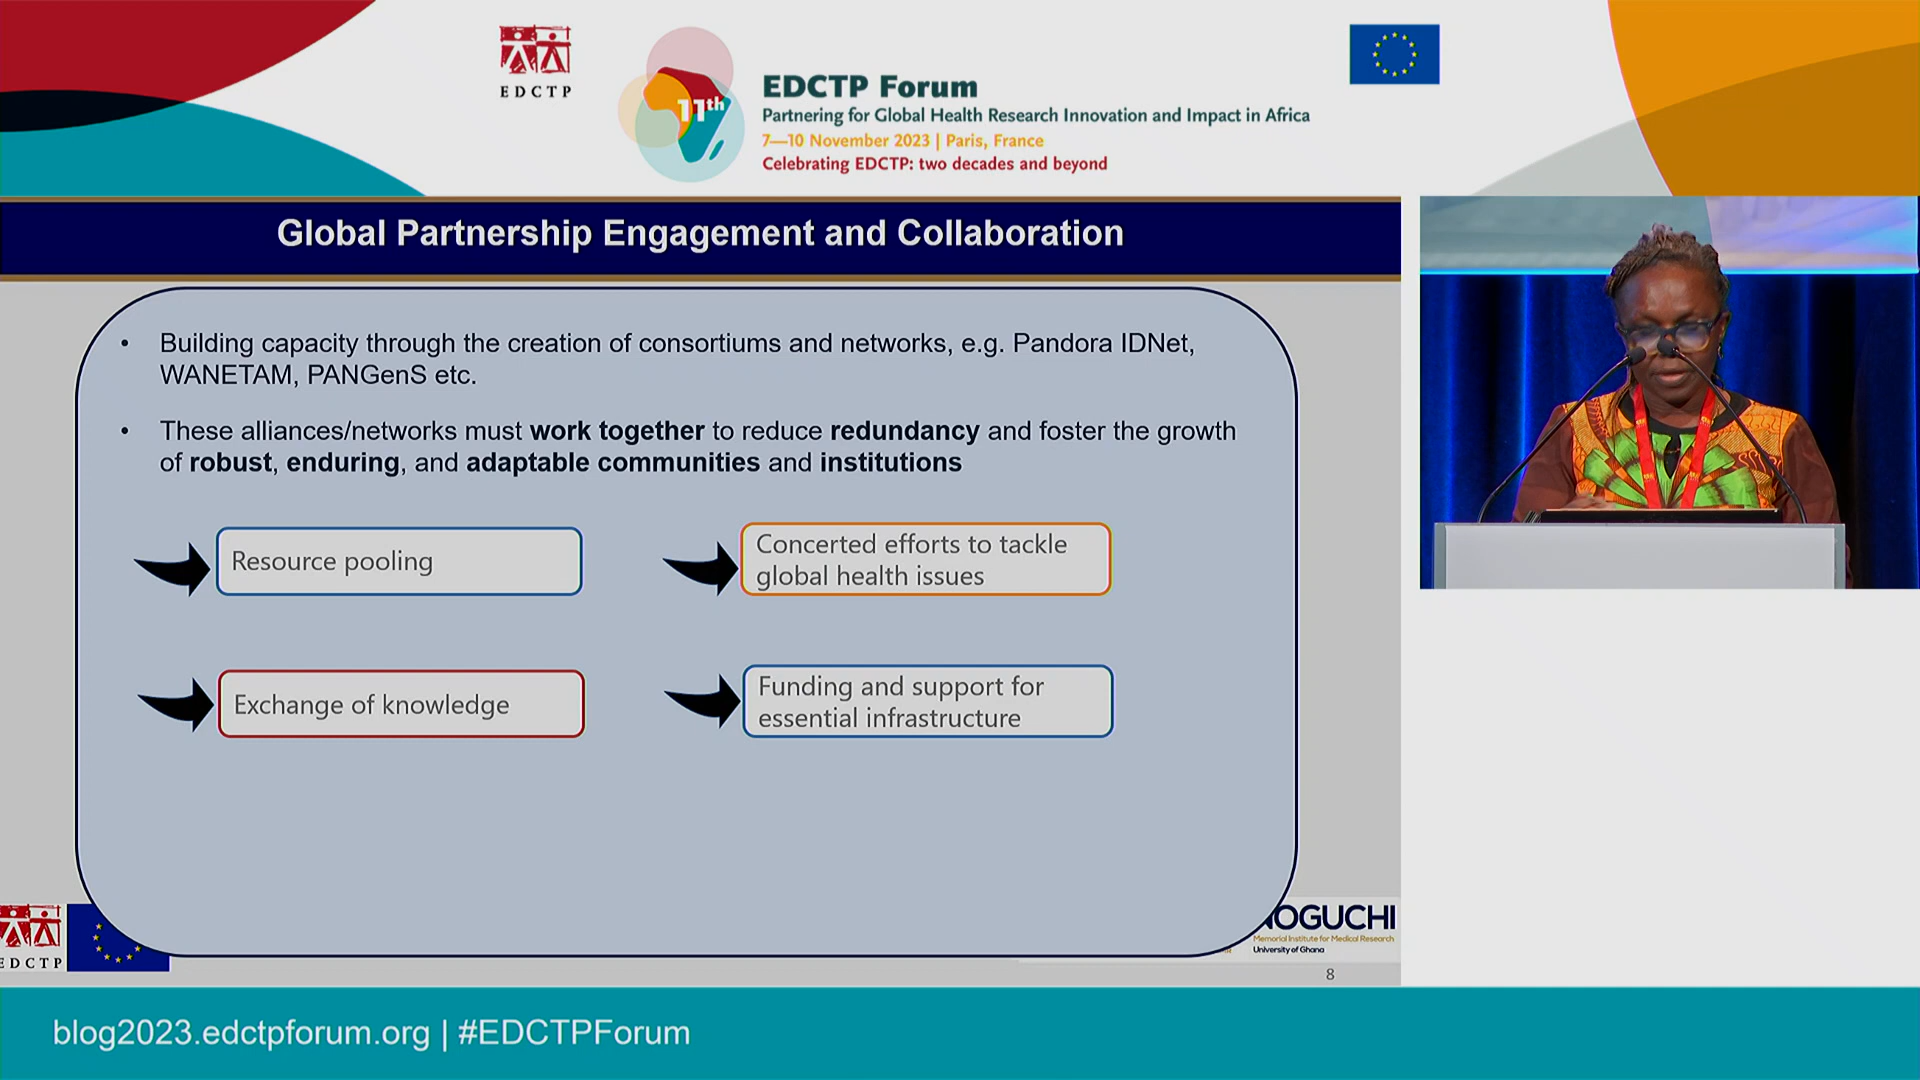 EDCTP
11th
EDCTP Forum
Partnering for Global Health Research Innovation and Impact in Africa
7—10 November 2023 | Paris, France
Celebrating EDCTP: two decades and beyond
Global Partnership Engagement and Collaboration
• Building capacity through the creation of consortiums and networks, e.g. Pandora IDNet,
WANETAM, PANGenS etc.
• These alliances/networks must work together to reduce redundancy and foster the growth
of robust, enduring, and adaptable communities and institutions
Resource pooling
Concerted efforts to tackle
global health issues
Exchange of knowledge
Funding and support for
essential infrastructure
EDCTP
OGUCHI
Memorial Institute for Medical Research
University of Ghana
8
blog2023.edctpforum.org | #EDCTPForum